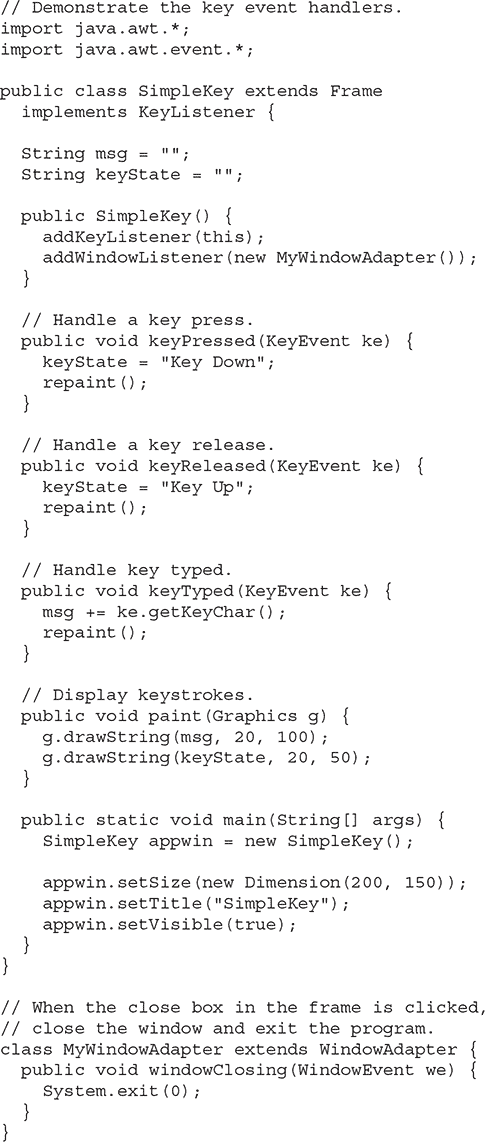 // Demonstrate the key event handlers.
import java.awt.*;
import java.awt.event.*;

public class SimpleKey extends Frame
  implements KeyListener {

  String msg = "";
  String keyState = "";

  public SimpleKey() {
    addKeyListener(this);
    addWindowListener(new MyWindowAdapter());
  }

  // Handle a key press.
  public void keyPressed(KeyEvent ke) {
    keyState = "Key Down";
    repaint();
  }

  // Handle a key release.
  public void keyReleased(KeyEvent ke) {
    keyState = "Key Up";
    repaint();
  }

  // Handle key typed.
  public void keyTyped(KeyEvent ke) {
    msg += ke.getKeyChar();
    repaint();
  }

  // Display keystrokes.
  public void paint(Graphics g) {
    g.drawString(msg, 20, 100);
    g.drawString(keyState, 20, 50);
  }

  public static void main(String[] args) {
    SimpleKey appwin = new SimpleKey();

    appwin.setSize(new Dimension(200, 150));
    appwin.setTitle("SimpleKey");
    appwin.setVisible(true);
  }
}

// When the close box in the frame is clicked,
// close the window and exit the program.
class MyWindowAdapter extends WindowAdapter {
  public void windowClosing(WindowEvent we) {
    System.exit(0);
  }
}